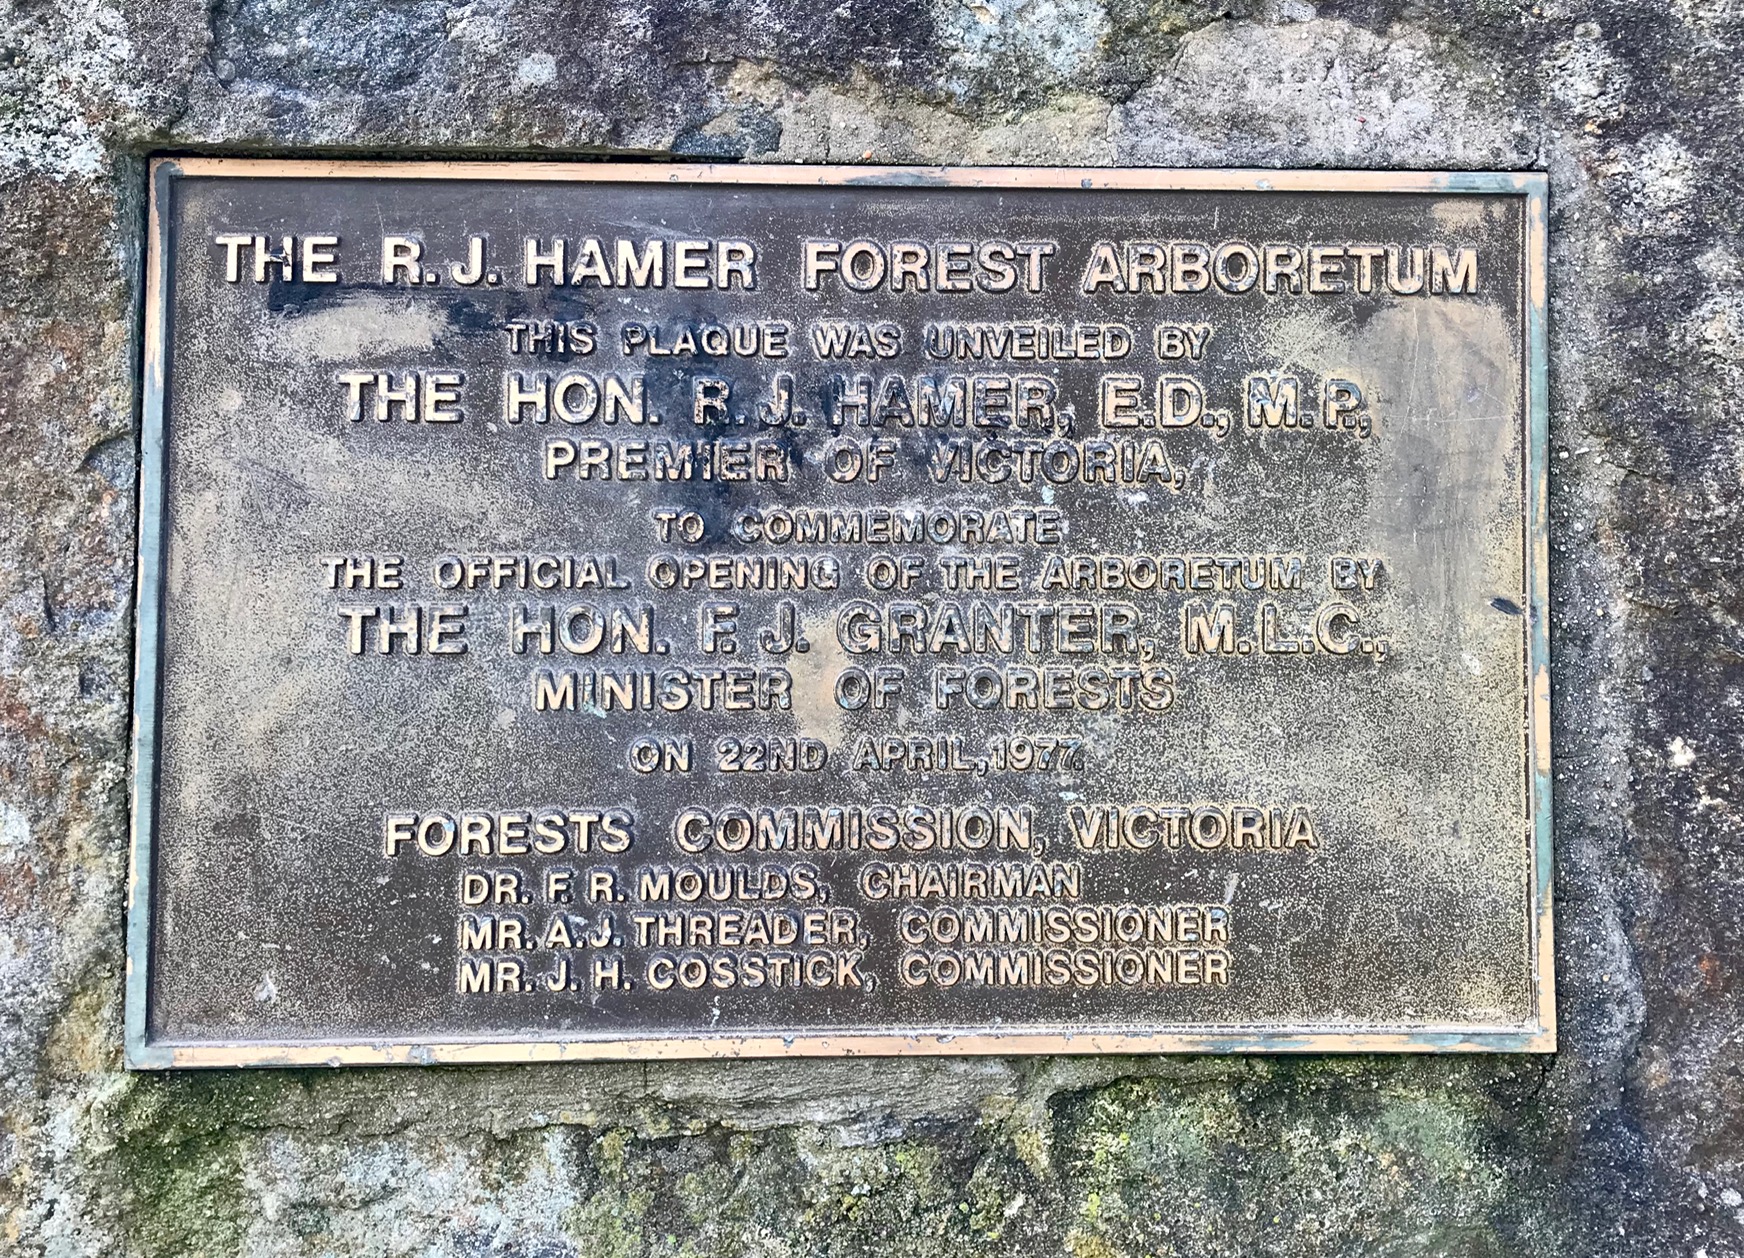 THE R. J. HAMER FOREST ARBORETUM
THIS PLAQUE WAS UNVEILED BY
THE HON. R. J. HAMER, E.D., M.P.,
PREMIER OF VICTORIA,
TO COMMEMORATE
THE OFFICIAL OPENING OF THE ARBORETUM BY
THE HON. F. J. GRANTER, M.L.C.,
MINISTER OF FORESTS
ON 22ND APRIL, 1977.
FORESTS COMMISSION, VICTORIA
DR. F. R. MOULDS, CHAIRMAN
MR. A. J. THREADER, COMMISSIONER
MR. J. H. COSSTICK, COMMISSIONER